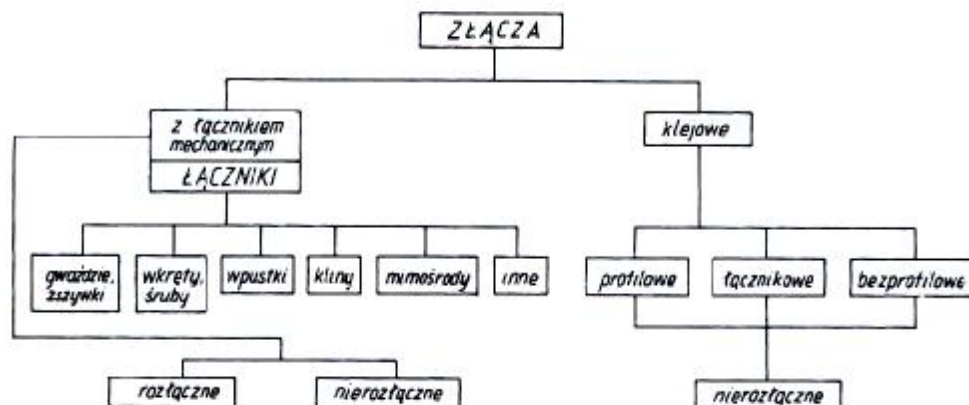 ZŁĄCZA
z łącznikiem
mechanicznym
ŁĄCZNIKI
klejowe
gwoździe,
zszywki
wkręty,
śruby
wpustki
kliny
mimośrody
inne
profilowe
łącznikowe
bezprofilowe
rozłączne
nierozłączne
nierozłączne